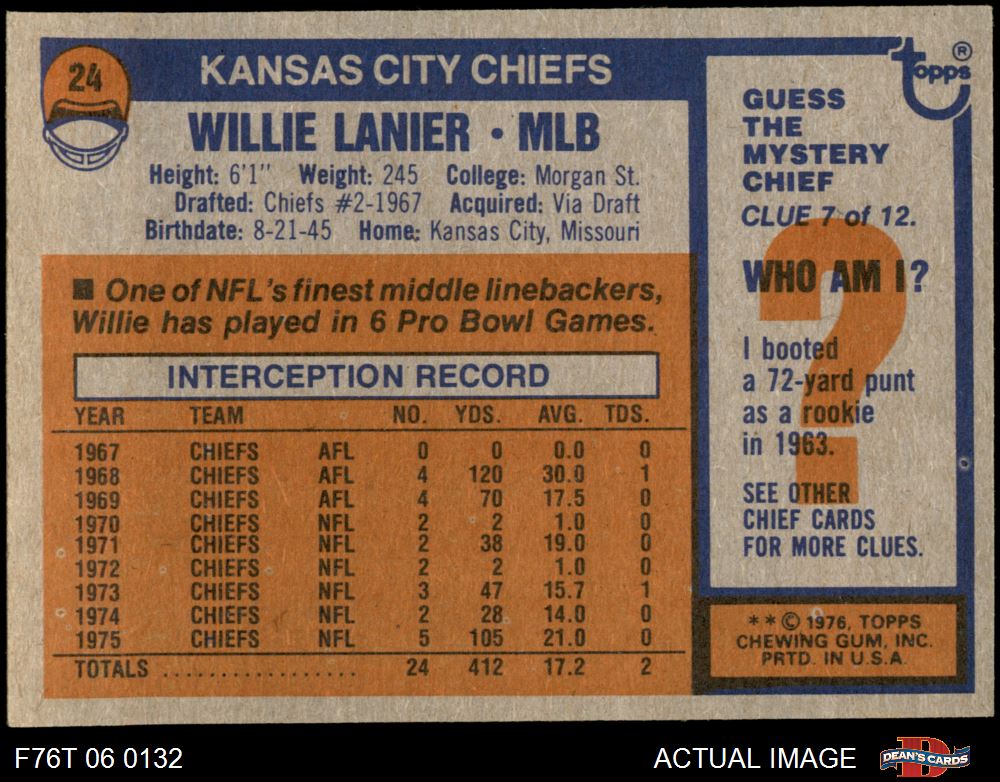 24
KANSAS CITY CHIEFS
WILLIE LANIER · MLB
Height: 6'1" Weight: 245 College: Morgan St.
Drafted: Chiefs #2-1967 Acquired: Via Draft
Birthdate: 8-21-45 Home: Kansas City, Missouri
■ One of NFL's finest middle linebackers,
Willie has played in 6 Pro Bowl Games.
INTERCEPTION RECORD
YEAR TEAM NO. YDS. AVG. TDS.
1967 CHIEFS AFL 0 0 0.0 0
1968 CHIEFS AFL 4 120 30.0 1
1969 CHIEFS AFL 4 70 17.5 0
1970 CHIEFS NFL 2 2 1.0 0
1971 CHIEFS NFL 2 38 19.0 0
1972 CHIEFS NFL 2 2 1.0 0
1973 CHIEFS NFL 3 47 15.7 1
1974 CHIEFS NFL 2 28 14.0 0
1975 CHIEFS NFL 5 105 21.0 0
TOTALS .................. 24 412 17.2 2
Topps ®
GUESS
THE
MYSTERY
CHIEF
CLUE 7 of 12.
?
WHO AM I?
I booted
a 72-yard punt
as a rookie
in 1963.
SEE OTHER
CHIEF CARDS
FOR MORE CLUES.
** © 1976, TOPPS
CHEWING GUM, INC.
PRTD. IN U.S.A.
F76T 06 0132
ACTUAL IMAGE
D
DEAN'S CARDS